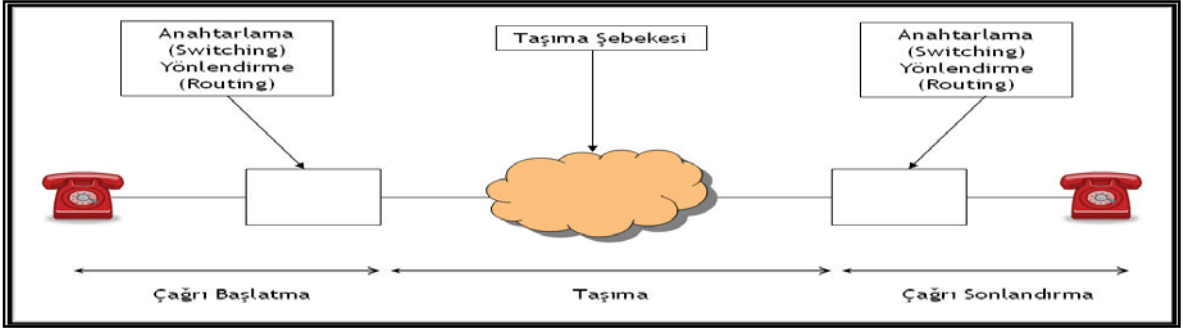 Anahtarlama
(Switching)
Yönlendirme
(Routing)
Taşıma Şebekesi
Anahtarlama
(Switching)
Yönlendirme
(Routing)
Çağrı Başlatma
Taşıma
Çağrı Sonlandırma